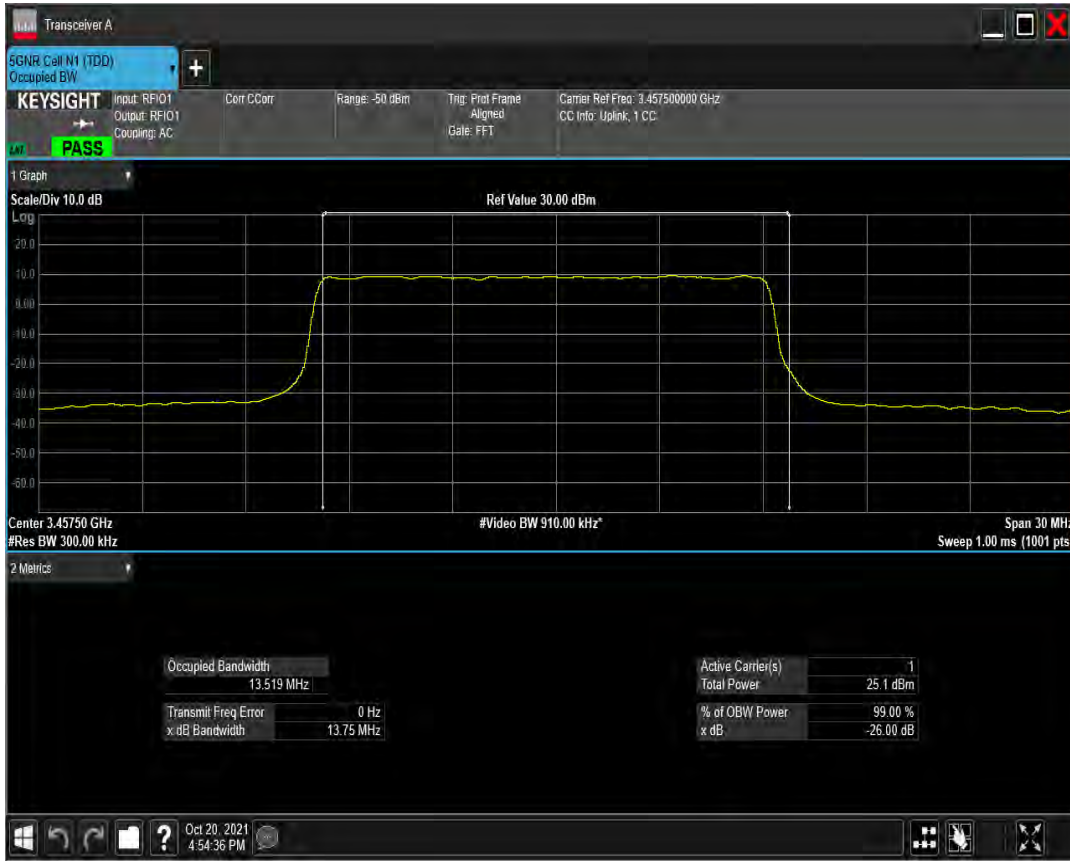 Transceiver A
5GNR Cell N1 (TDD)
Occupied BW
+
KEYSIGHT
Input: RFIO1
Output: RFIO1
Coupling: AC
Corr CCorr
Range: -50 dBm
Trig: Prot Frame
Aligned
Gate: FFT
Carrier Ref Freq: 3.457500000 GHz
CC Info: Uplink, 1 CC
PASS
1 Graph
Scale/Div 10.0 dB
Ref Value 30.00 dBm
Log
20.0
10.0
0.00
-10.0
-20.0
-30.0
-40.0
-50.0
-60.0
Center 3.45750 GHz
#Video BW 910.00 kHz*
Span 30 MHz
#Res BW 300.00 kHz
Sweep 1.00 ms (1001 pts
2 Metrics
Occupied Bandwidth
13.519 MHz
Transmit Freq Error 0 Hz
x dB Bandwidth 13.75 MHz
Active Carrier(s) 1
Total Power 25.1 dBm
% of OBW Power 99.00 %
x dB -26.00 dB
?
Oct 20, 2021
4:54:36 PM